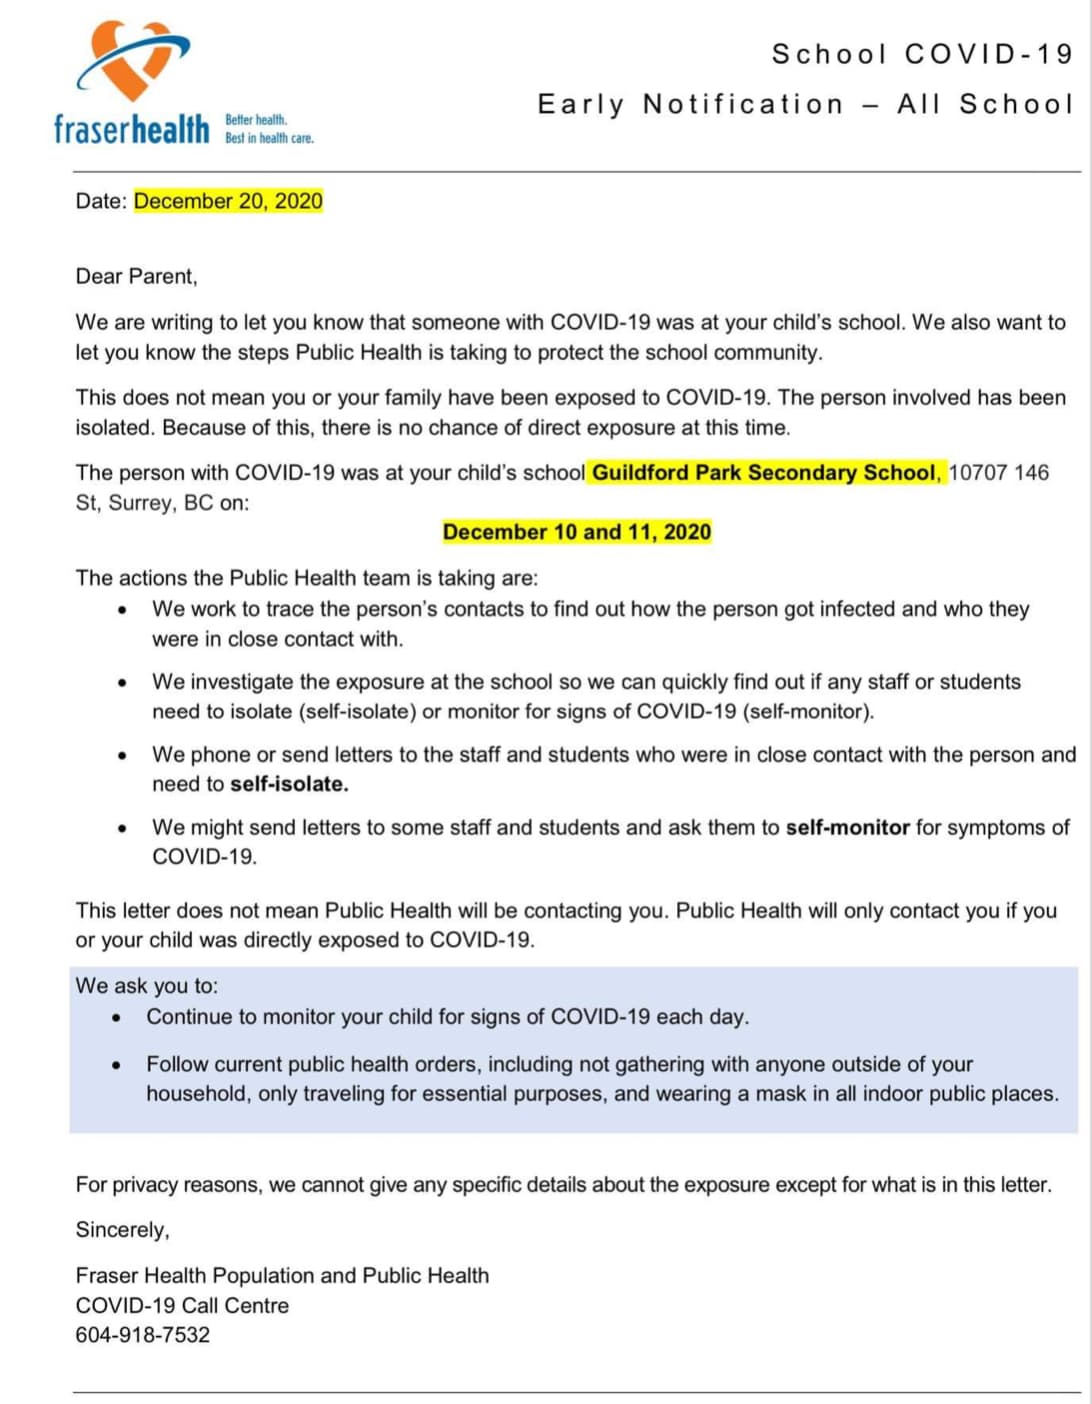 School COVID-19
Early Notification – All School
fraserhealth
Better health.
Best in health care.
Date: December 20, 2020
Dear Parent,
We are writing to let you know that someone with COVID-19 was at your child’s school. We also want to
let you know the steps Public Health is taking to protect the school community.
This does not mean you or your family have been exposed to COVID-19. The person involved has been
isolated. Because of this, there is no chance of direct exposure at this time.
The person with COVID-19 was at your child’s school Guildford Park Secondary School, 10707 146
St, Surrey, BC on:
December 10 and 11, 2020
The actions the Public Health team is taking are:
• We work to trace the person’s contacts to find out how the person got infected and who they
were in close contact with.
• We investigate the exposure at the school so we can quickly find out if any staff or students
need to isolate (self-isolate) or monitor for signs of COVID-19 (self-monitor).
• We phone or send letters to the staff and students who were in close contact with the person and
need to self-isolate.
• We might send letters to some staff and students and ask them to self-monitor for symptoms of
COVID-19.
This letter does not mean Public Health will be contacting you. Public Health will only contact you if you
or your child was directly exposed to COVID-19.
We ask you to:
• Continue to monitor your child for signs of COVID-19 each day.
• Follow current public health orders, including not gathering with anyone outside of your
household, only traveling for essential purposes, and wearing a mask in all indoor public places.
For privacy reasons, we cannot give any specific details about the exposure except for what is in this letter.
Sincerely,
Fraser Health Population and Public Health
COVID-19 Call Centre
604-918-7532